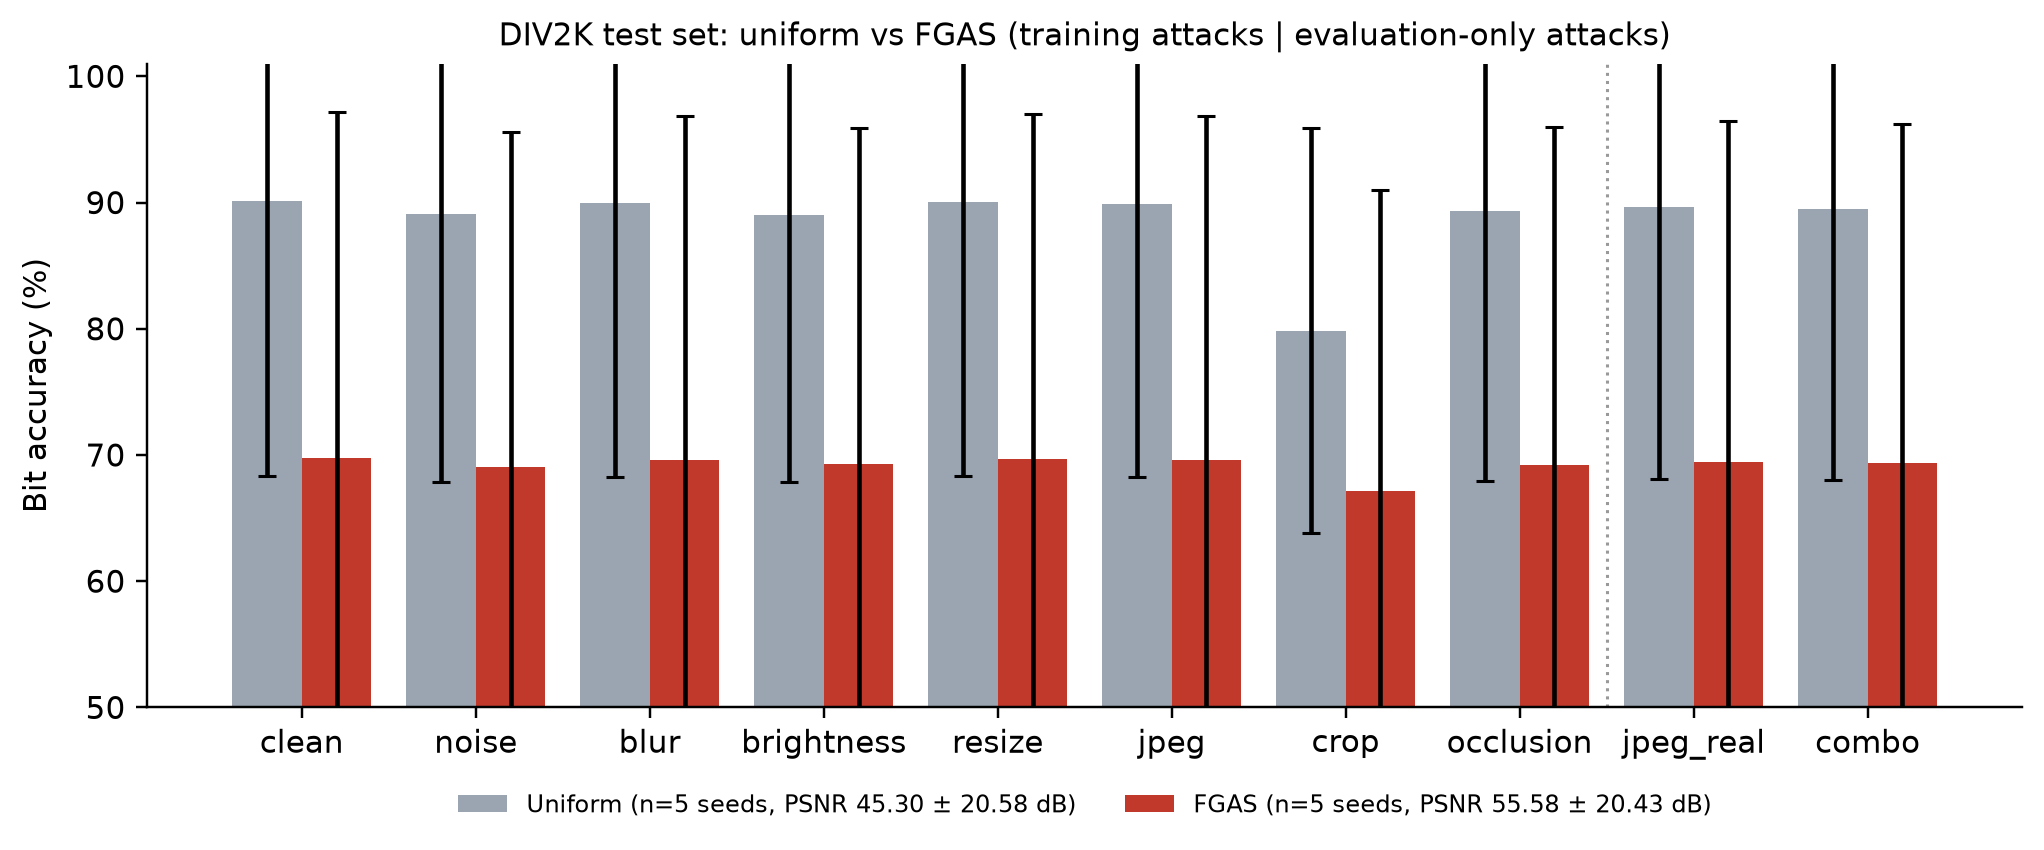 DIV2K test set: uniform vs FGAS (training attacks | evaluation-only attacks)
Bit accuracy (%)
100
90
80
70
60
50
clean noise blur brightness resize jpeg crop occlusion jpeg_real combo
Uniform (n=5 seeds, PSNR 45.30 ± 20.58 dB) FGAS (n=5 seeds, PSNR 55.58 ± 20.43 dB)